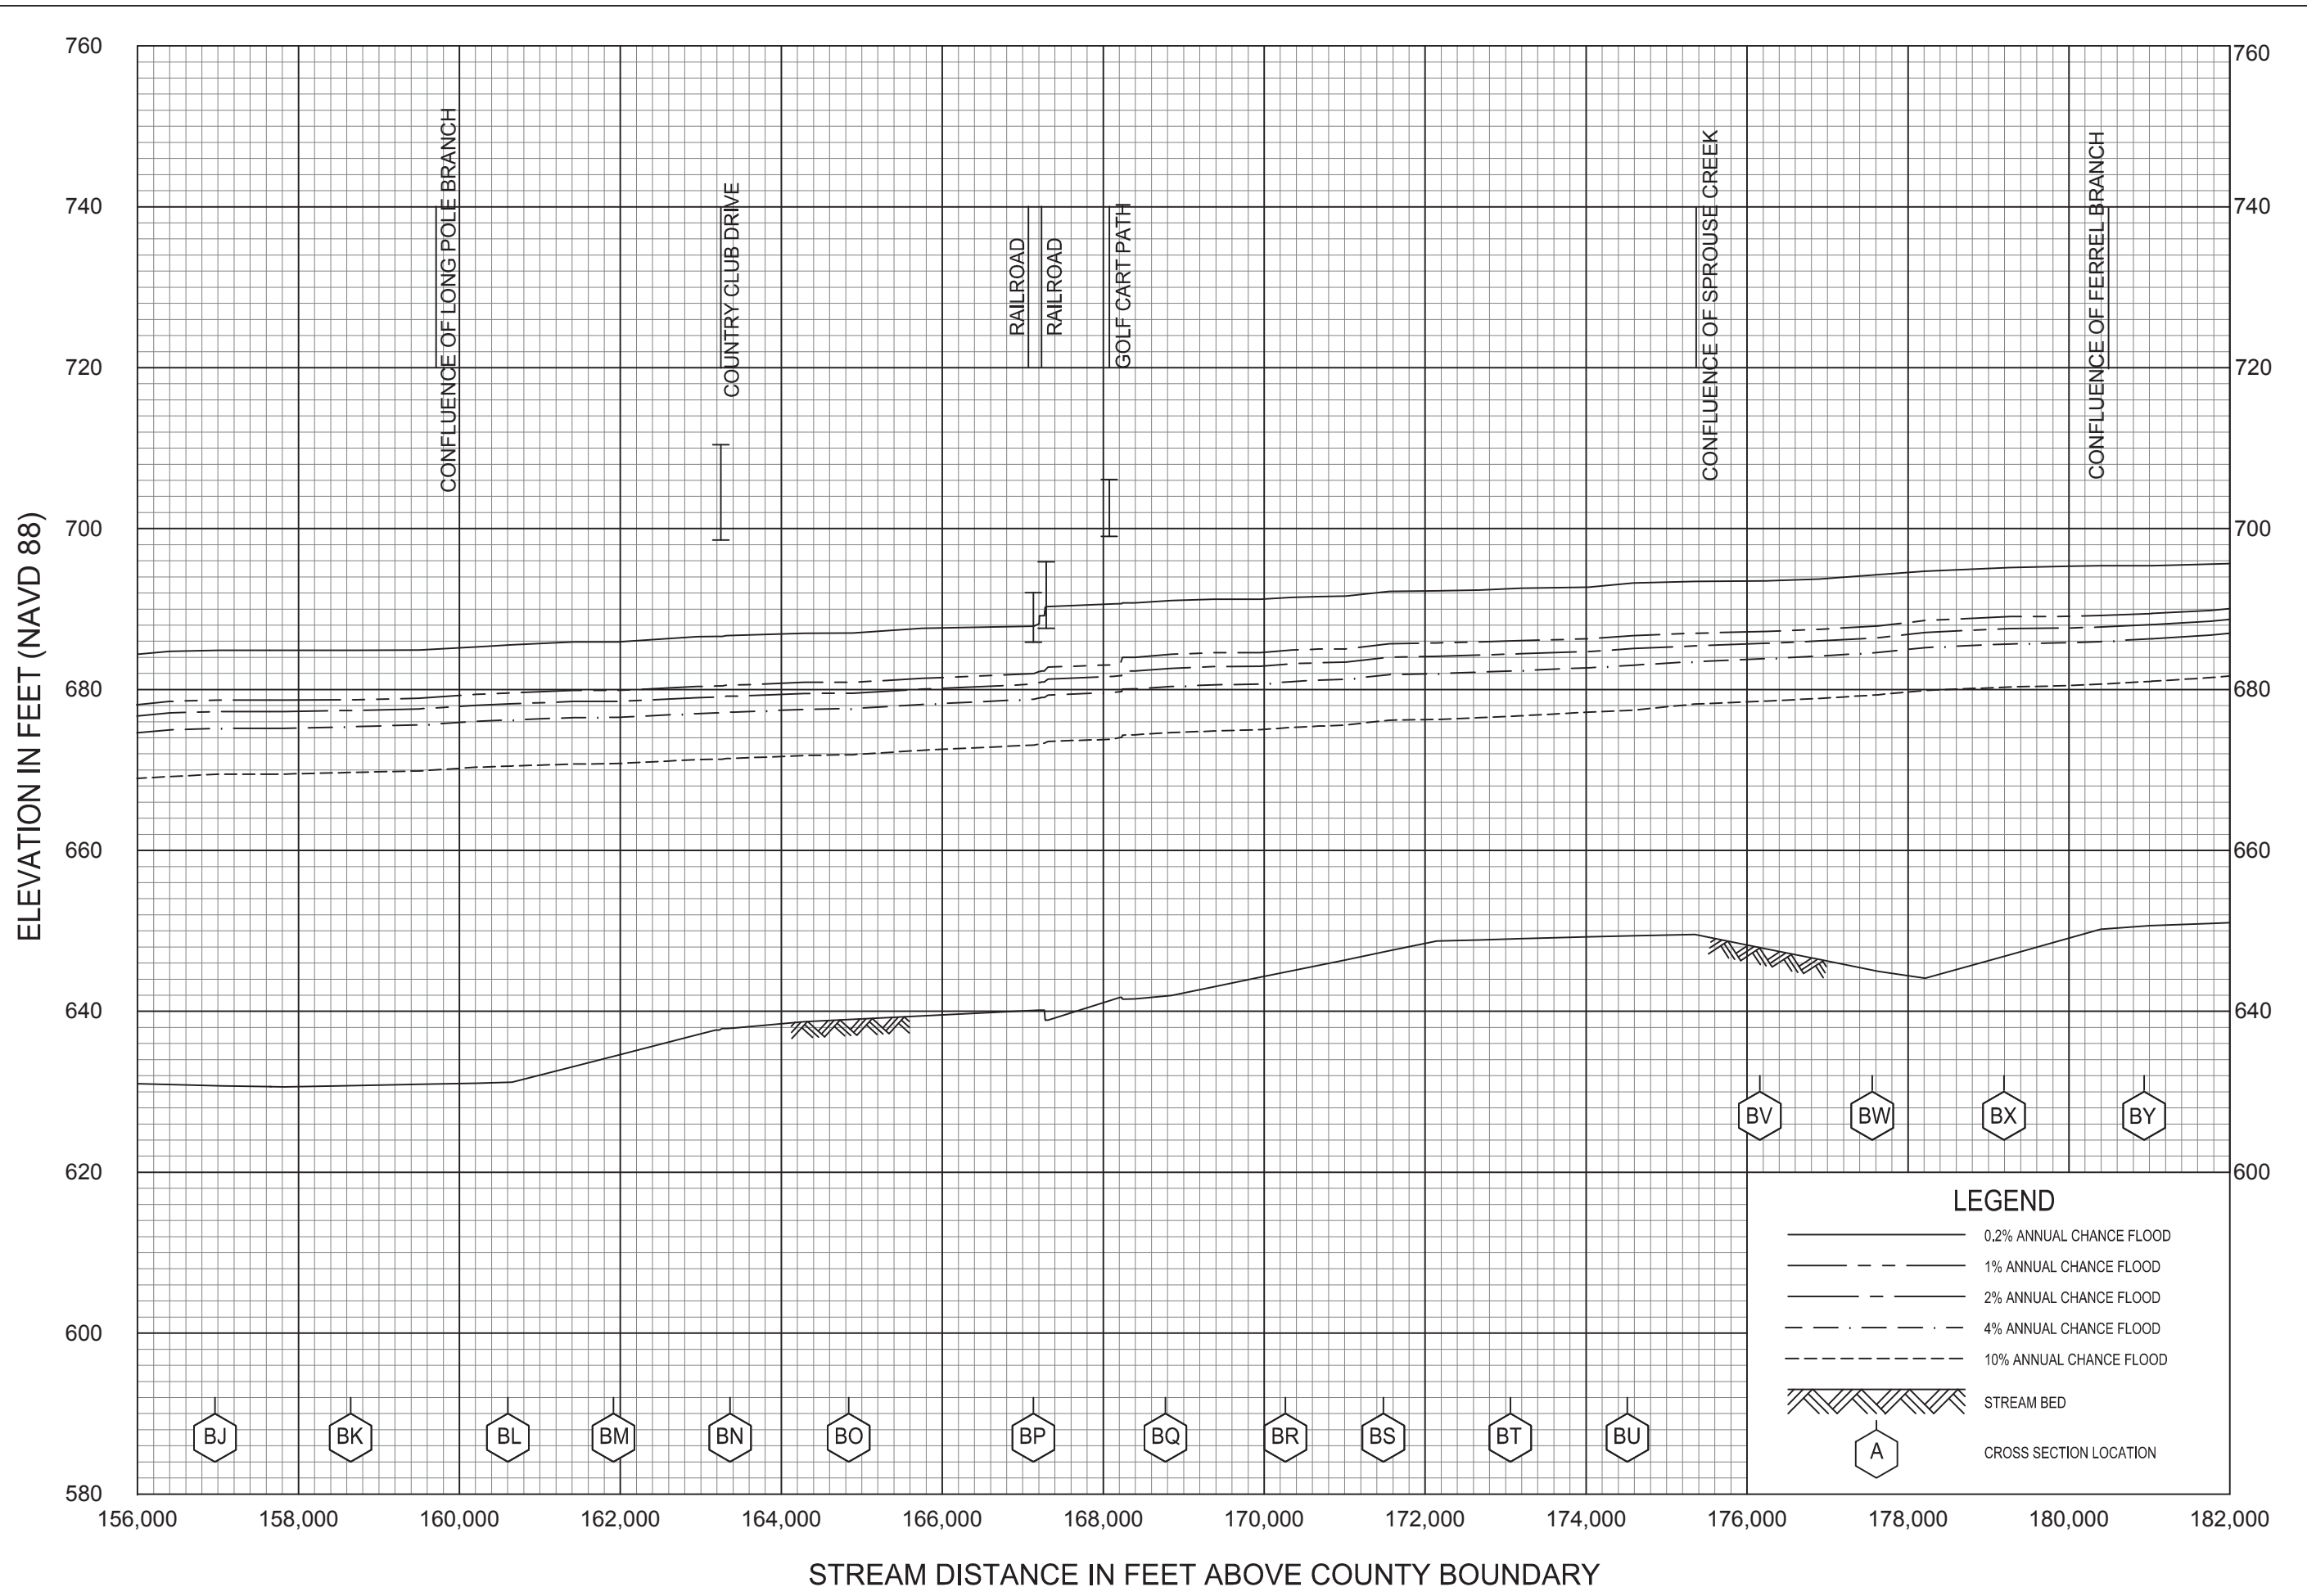 760
760
CONFLUENCE OF LONG POLE BRANCH
COUNTRY CLUB DRIVE
RAILROAD
RAILROAD
GOLF CART PATH
CONFLUENCE OF SPROUSE CREEK
CONFLUENCE OF FERREL BRANCH
740
740
720
720
700
700
ELEVATION IN FEET (NAVD 88)
680
680
660
660
640
640
BV
BW
BX
BY
620
600
LEGEND
0.2% ANNUAL CHANCE FLOOD
1% ANNUAL CHANCE FLOOD
2% ANNUAL CHANCE FLOOD
4% ANNUAL CHANCE FLOOD
10% ANNUAL CHANCE FLOOD
STREAM BED
A
CROSS SECTION LOCATION
600
BJ
BK
BL
BM
BN
BO
BP
BQ
BR
BS
BT
BU
580
156,000
158,000
160,000
162,000
164,000
166,000
168,000
170,000
172,000
174,000
176,000
178,000
180,000
182,000
STREAM DISTANCE IN FEET ABOVE COUNTY BOUNDARY